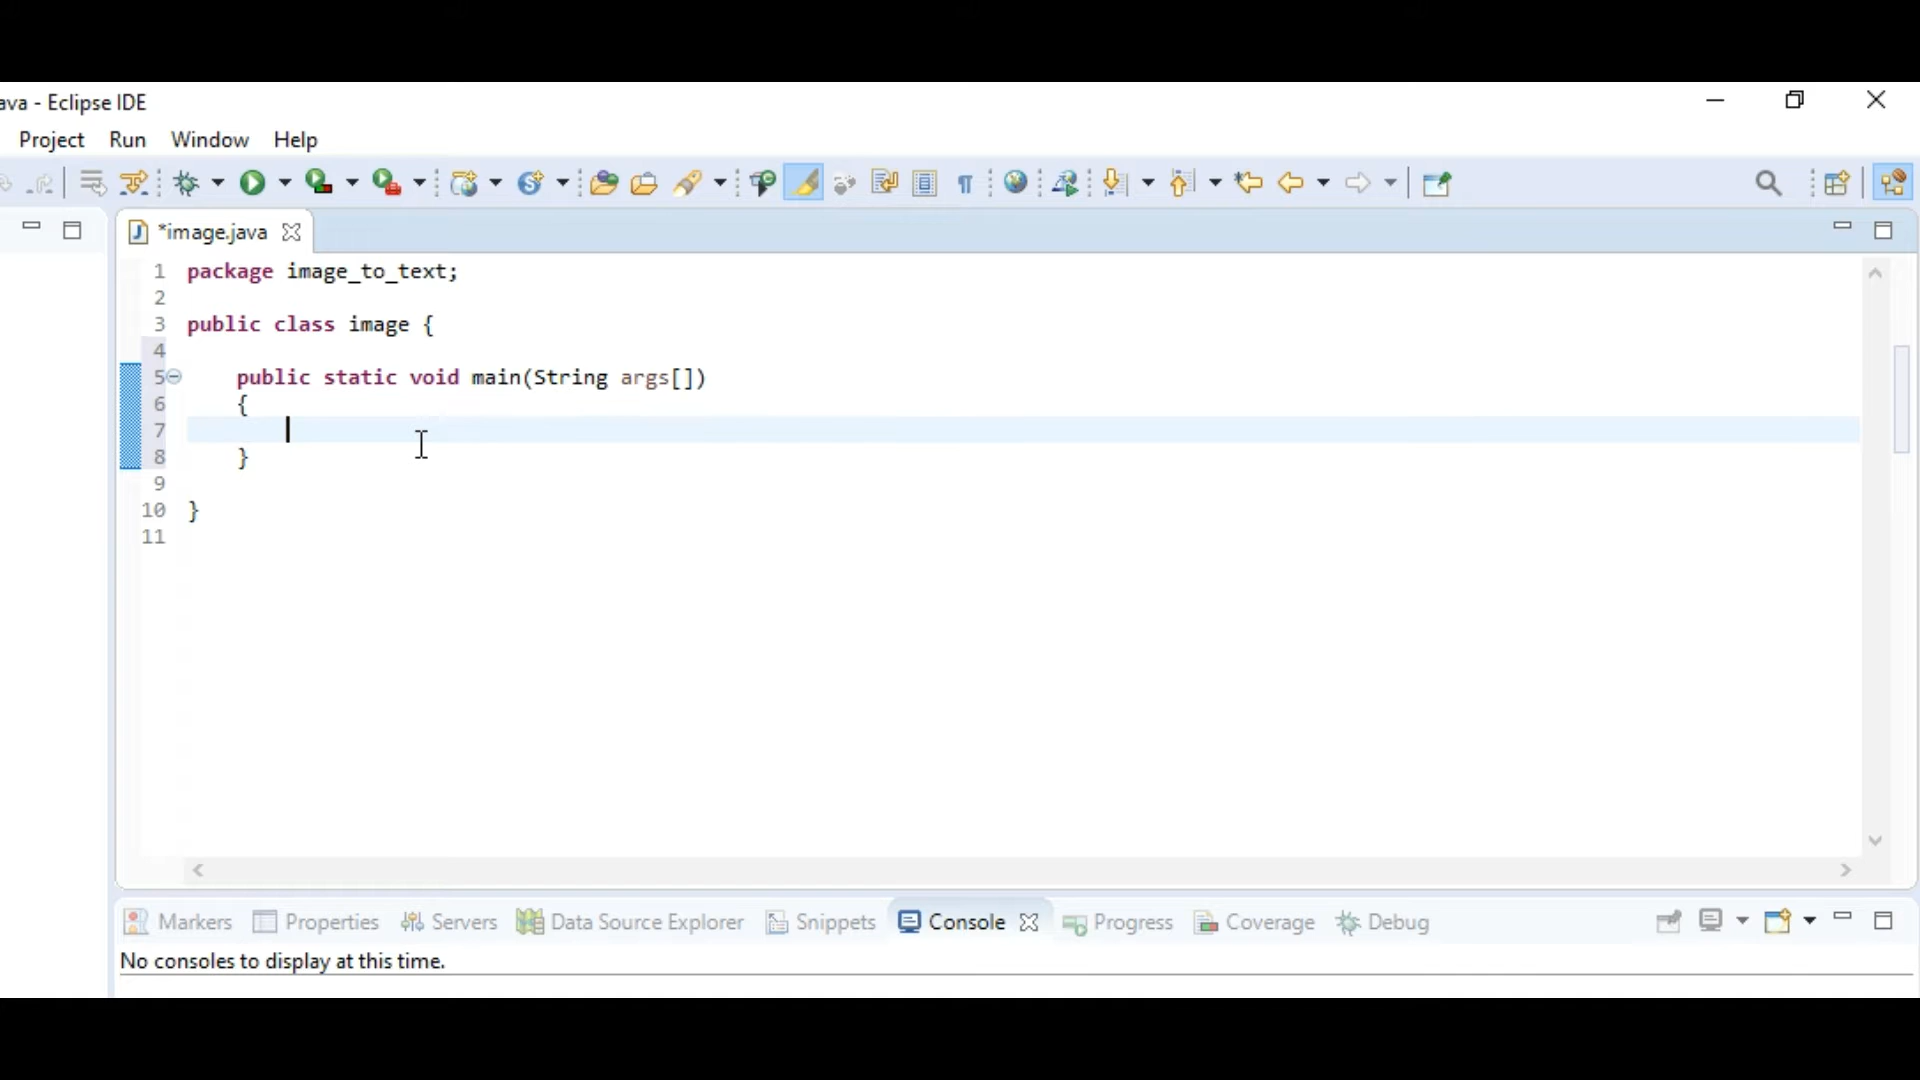 ava - Eclipse IDE
Project Run Window Help
*image.java
1 package image_to_text;
2
3 public class image {
4
5 public static void main(String args[])
6 {
7
8 }
9
10 }
11
Markers Properties Servers Data Source Explorer Snippets Console Progress Coverage Debug
No consoles to display at this time.